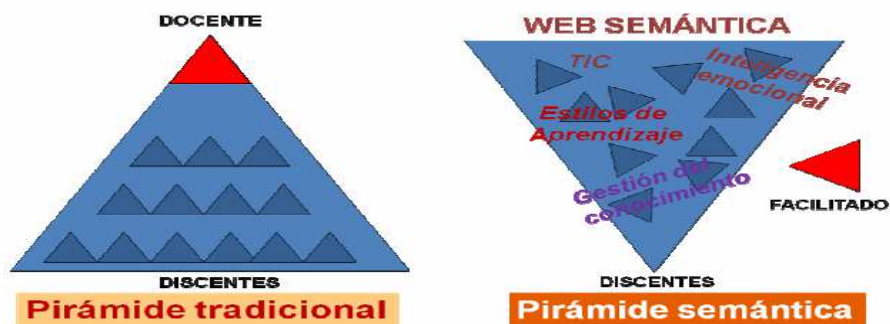 DOCENTE
DISCENTES
Pirámide tradicional
WEB SEMÁNTICA
TIC
Inteligencia
emocional
Estilos de
Aprendizaje
Gestión del
conocimiento
FACILITADO
DISCENTES
Pirámide semántica